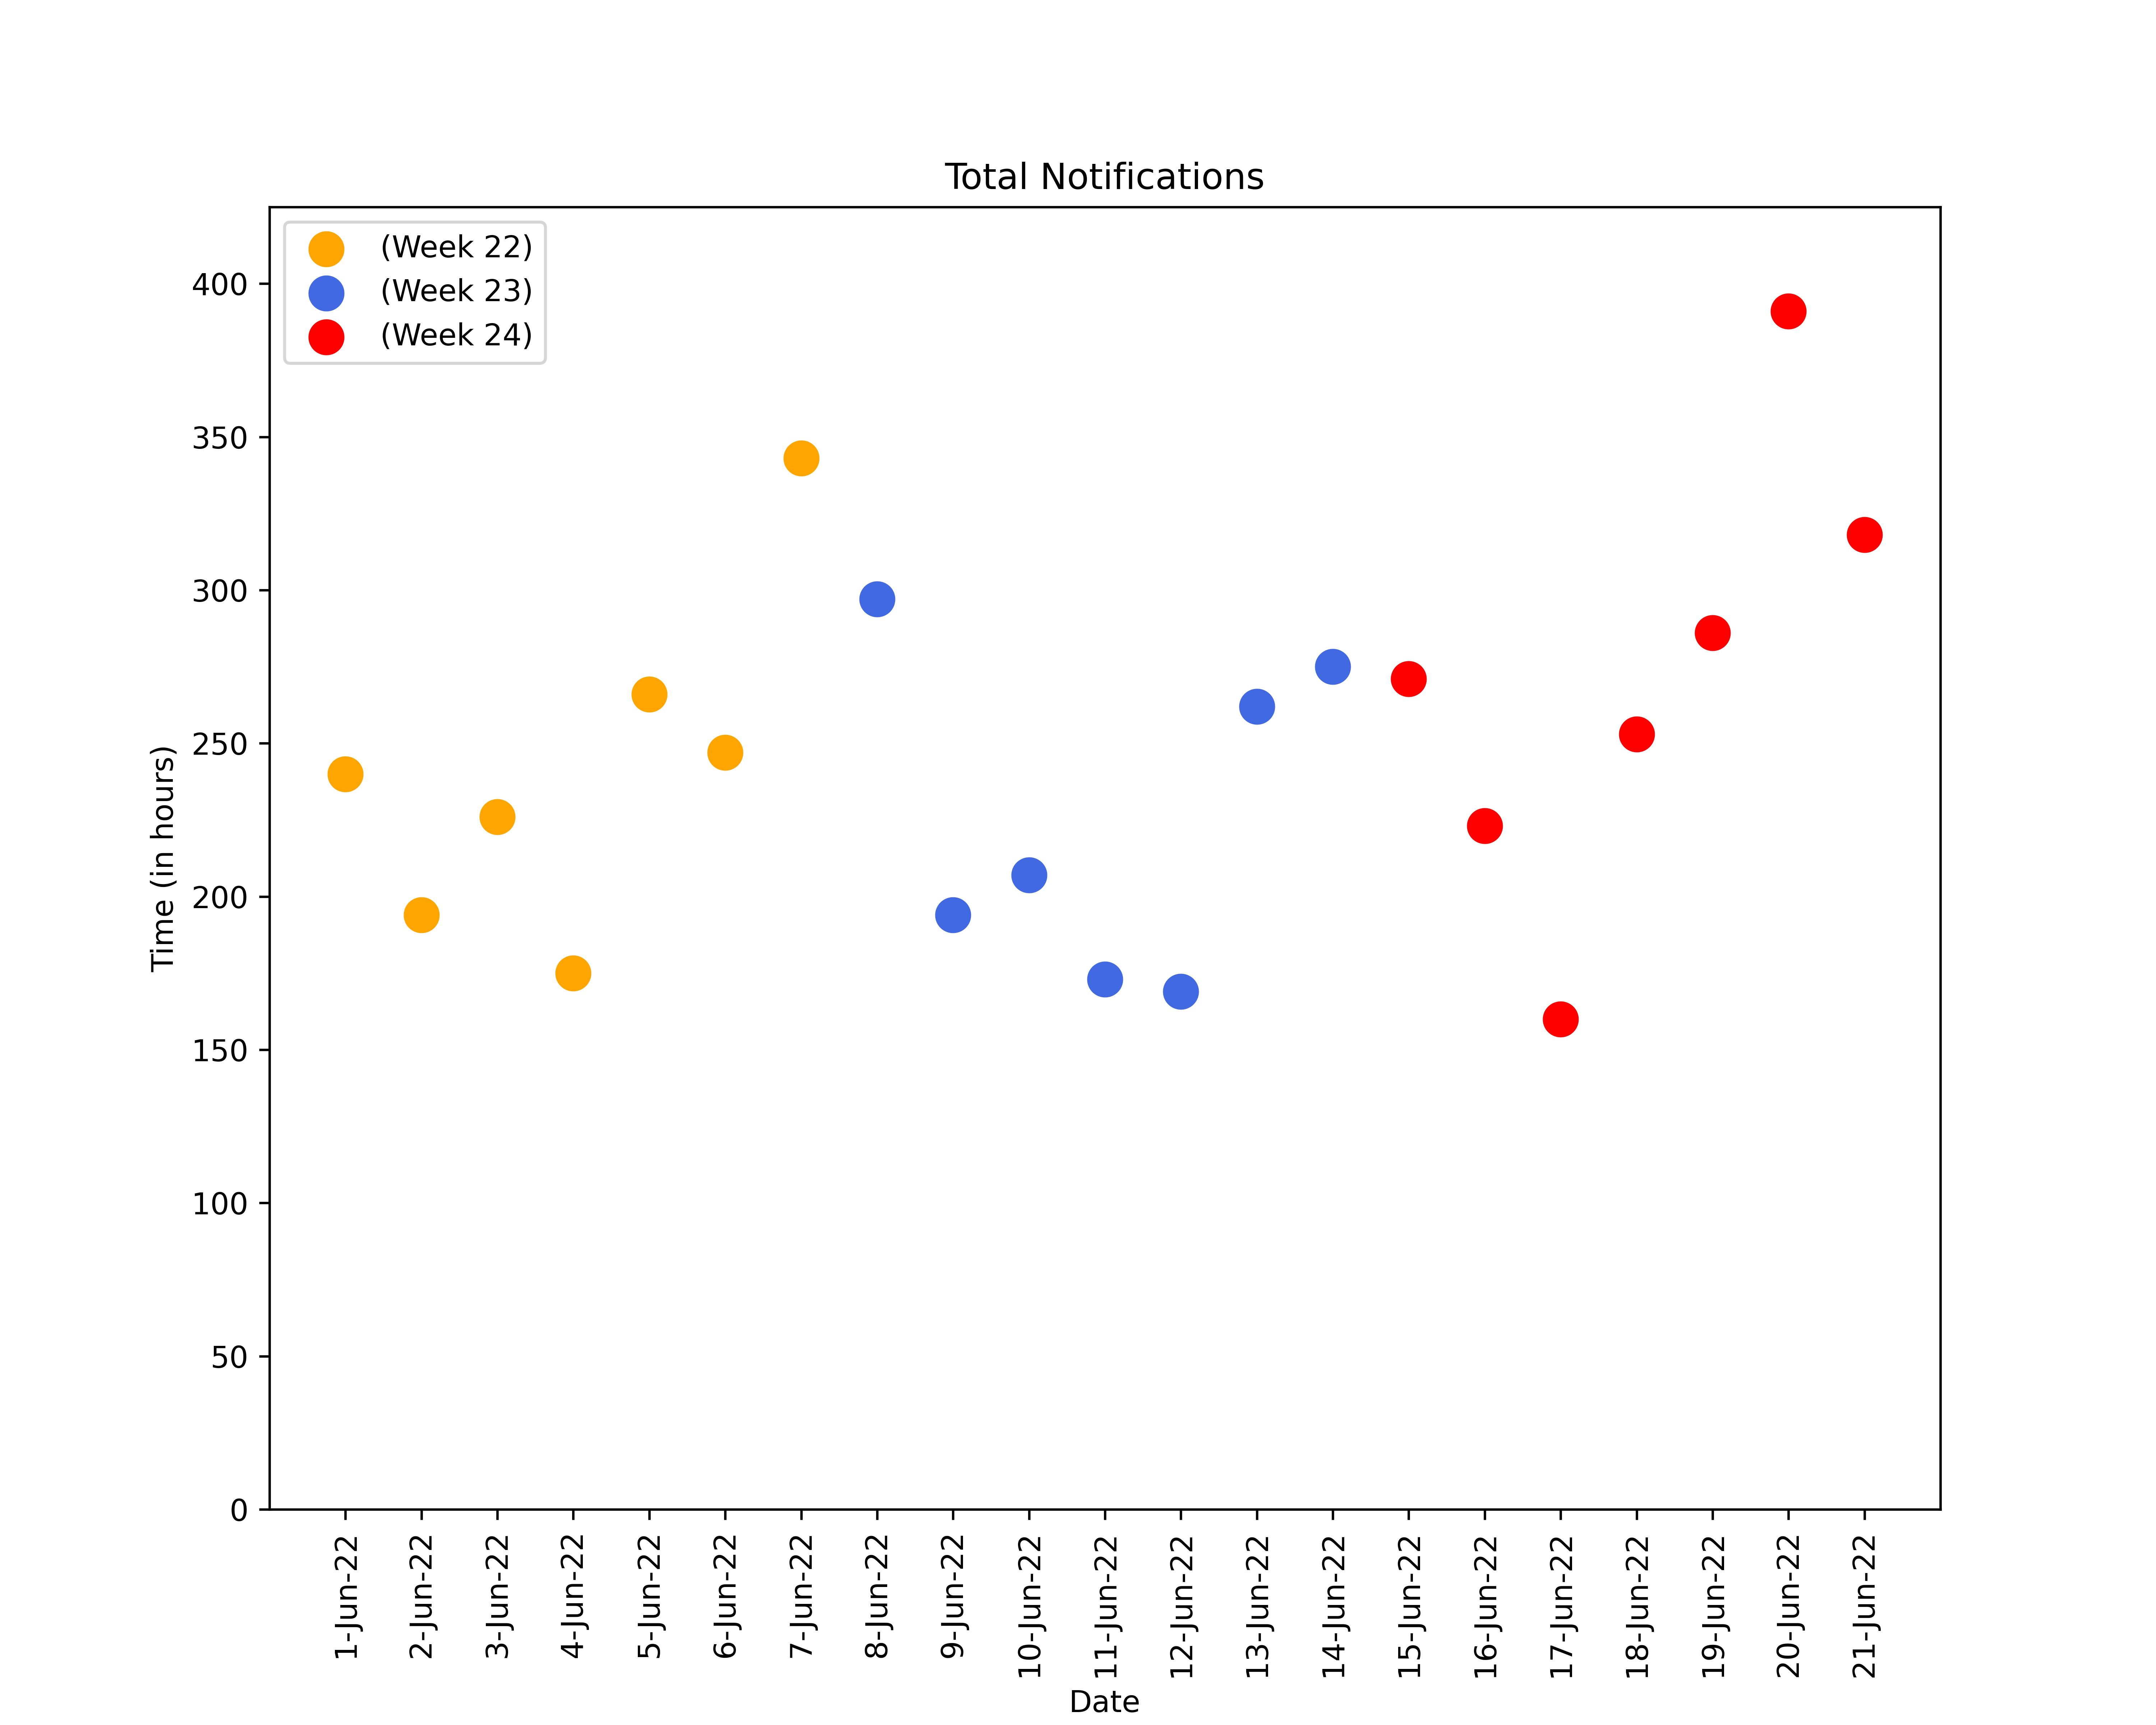 Total Notifications
(Week 22)
(Week 23)
(Week 24)
Time (in hours)
400
350
300
250
200
150
100
50
0
1-Jun-22
2-Jun-22
3-Jun-22
4-Jun-22
5-Jun-22
6-Jun-22
7-Jun-22
8-Jun-22
9-Jun-22
10-Jun-22
11-Jun-22
12-Jun-22
13-Jun-22
14-Jun-22
15-Jun-22
16-Jun-22
17-Jun-22
18-Jun-22
19-Jun-22
20-Jun-22
21-Jun-22
Date